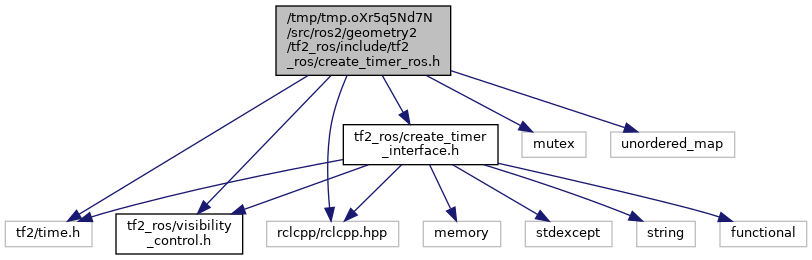 /tmp/tmp.oXr5q5Nd7N
/src/ros2/geometry2
/tf2_ros/include/tf2
_ros/create_timer_ros.h
tf2_ros/create_timer
_interface.h
mutex
unordered_map
tf2/time.h
tf2_ros/visibility
_control.h
rclcpp/rclcpp.hpp
memory
stdexcept
string
functional